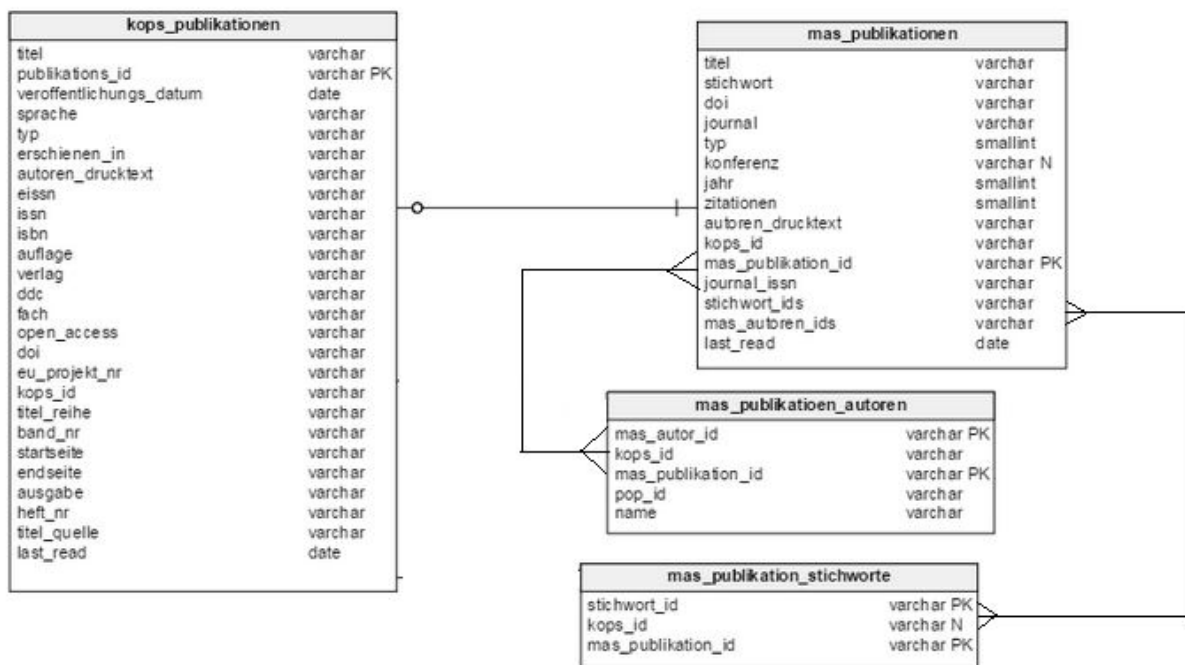 kops_publikationen
titel varchar
publikations_id varchar PK
veroffentlichungs_datum date
sprache varchar
typ varchar
erschienen_in varchar
autoren_drucktext varchar
eissn varchar
issn varchar
isbn varchar
auflage varchar
verlag varchar
ddc varchar
fach varchar
open_access varchar
doi varchar
eu_projekt_nr varchar
kops_id varchar
titel_reihe varchar
band_nr varchar
startseite varchar
endseite varchar
ausgabe varchar
heft_nr varchar
titel_quelle varchar
last_read date
mas_publikationen
titel varchar
stichwort varchar
doi varchar
journal varchar
typ smallint
konferenz varchar N
jahr smallint
zitationen smallint
autoren_drucktext varchar
kops_id varchar
mas_publikation_id varchar PK
journal_issn varchar
stichwort_ids varchar
mas_autoren_ids varchar
last_read date
mas_publikatioen_autoren
mas_autor_id varchar PK
kops_id varchar
mas_publikation_id varchar PK
pop_id varchar
name varchar
mas_publikation_stichworte
stichwort_id varchar PK
kops_id varchar N
mas_publikation_id varchar PK